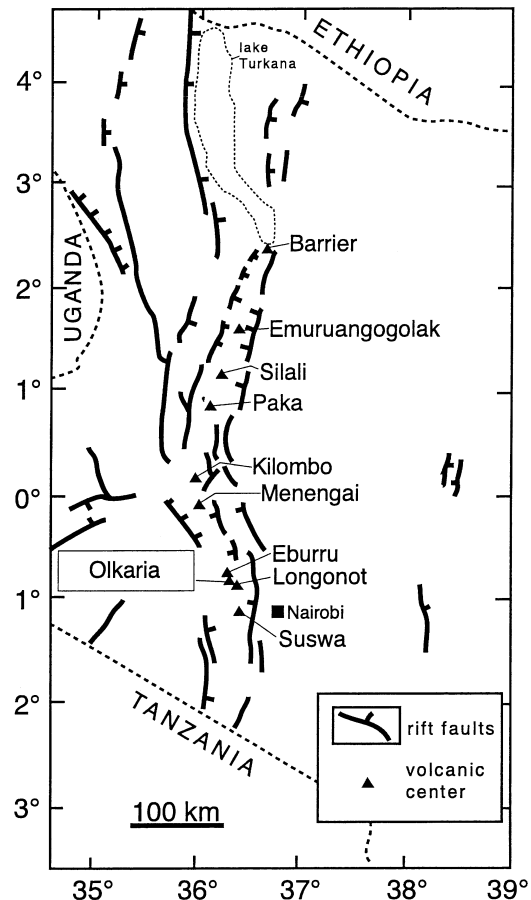 ETHIOPIA
lake
Turkana
4°
3°
UGANDA
Barrier
2°
Emuruangogolak
Silali
1°
Paka
Kilombo
Menengai
0°
Eburru
Olkaria
Longonot
1°
Nairobi
Suswa
TANZANIA
2°
rift faults
volcanic
center
3°
100 km
35°
36°
37°
38°
39°